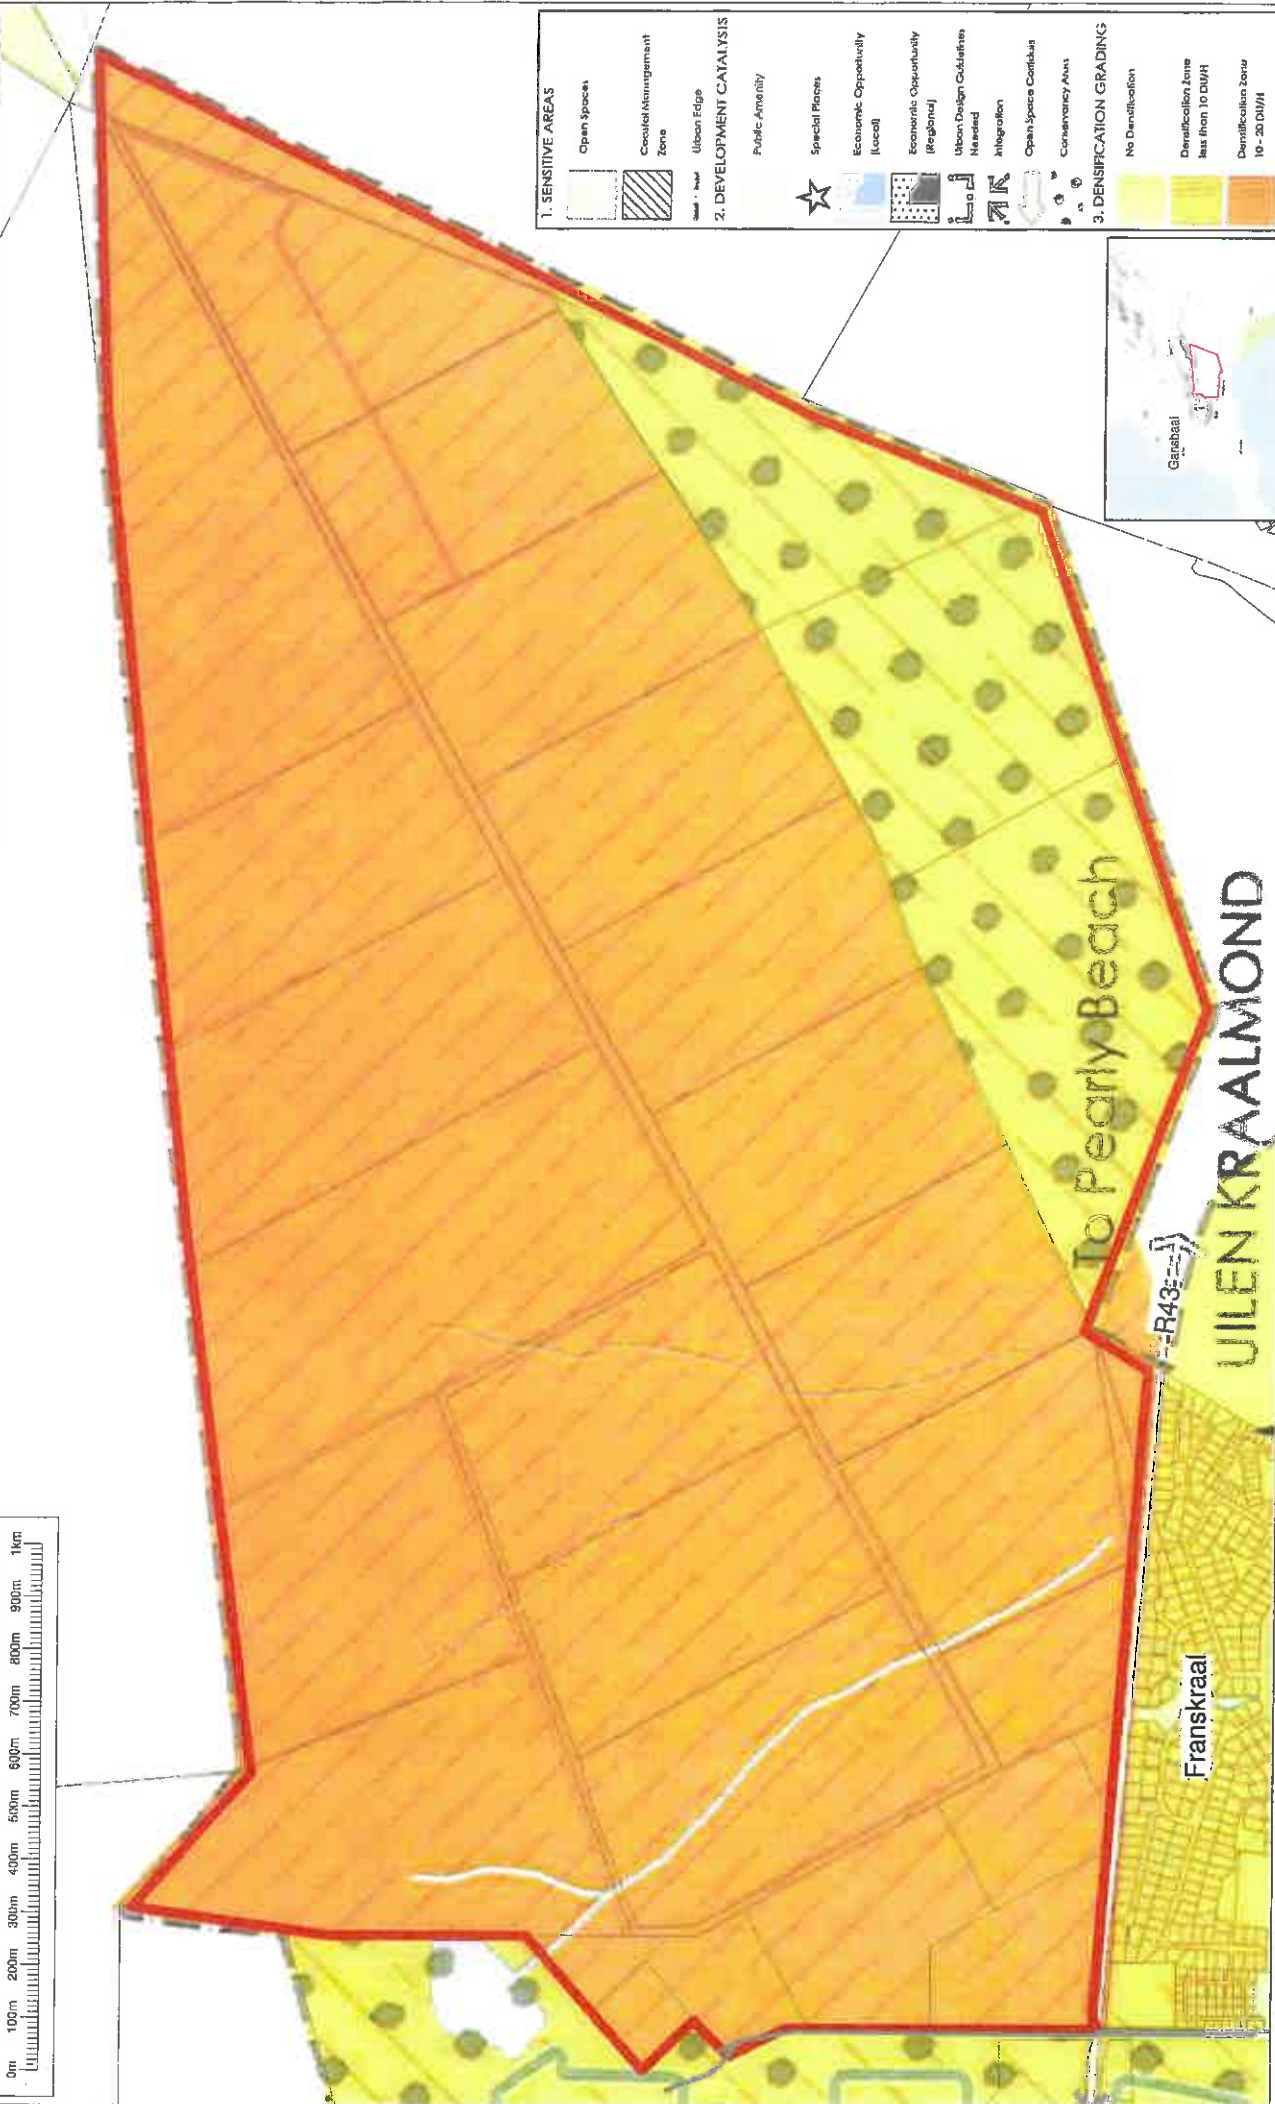 0m 100m 200m 300m 400m 500m 600m 700m 800m 900m 1km
1. SENSITIVE AREAS
Open Spaces
Coastal Management
Zone
Urban Edge
2. DEVELOPMENT CATALYSIS
Public Amenity
Special Places
Economic Opportunity
(Local)
Economic Opportunity
(Regional)
Urban Design Guidelines
Needed
Integration
Open Space Corridors
Conservancy Areas
3. DENSIFICATION GRADING
No Densification
Densification Zone
less than 10 DU/H
Densification Zone
10 - 20 DU/H
Gansbaai
To Pearly Beach
R43
UILEN KRAALMOND
Franskraal